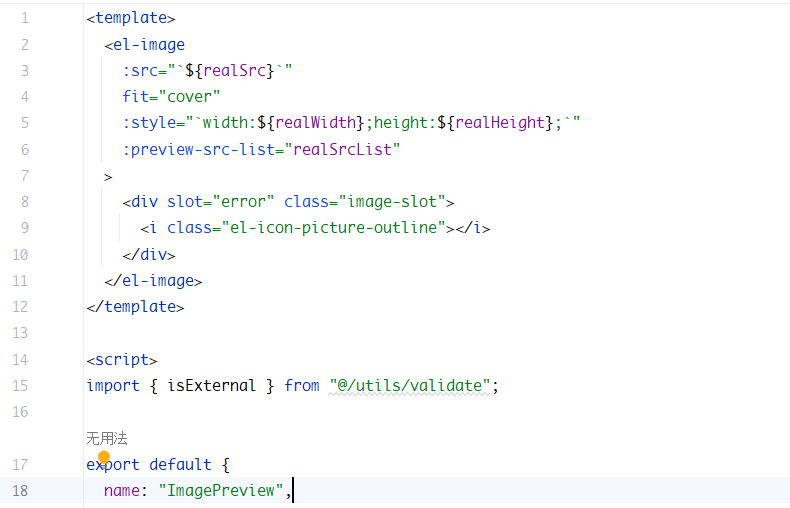 1 <template>
2 <el-image
3 :src="`${realSrc}`"
4 fit="cover"
5 :style="`width:${realWidth};height:${realHeight};`"
6 :preview-src-list="realSrcList"
7 >
8 <div slot="error" class="image-slot">
9 <i class="el-icon-picture-outline"></i>
10 </div>
11 </el-image>
12 </template>
13
14 <script>
15 import { isExternal } from "@/utils/validate";
16
无用法
17 export default {
18 name: "ImagePreview",